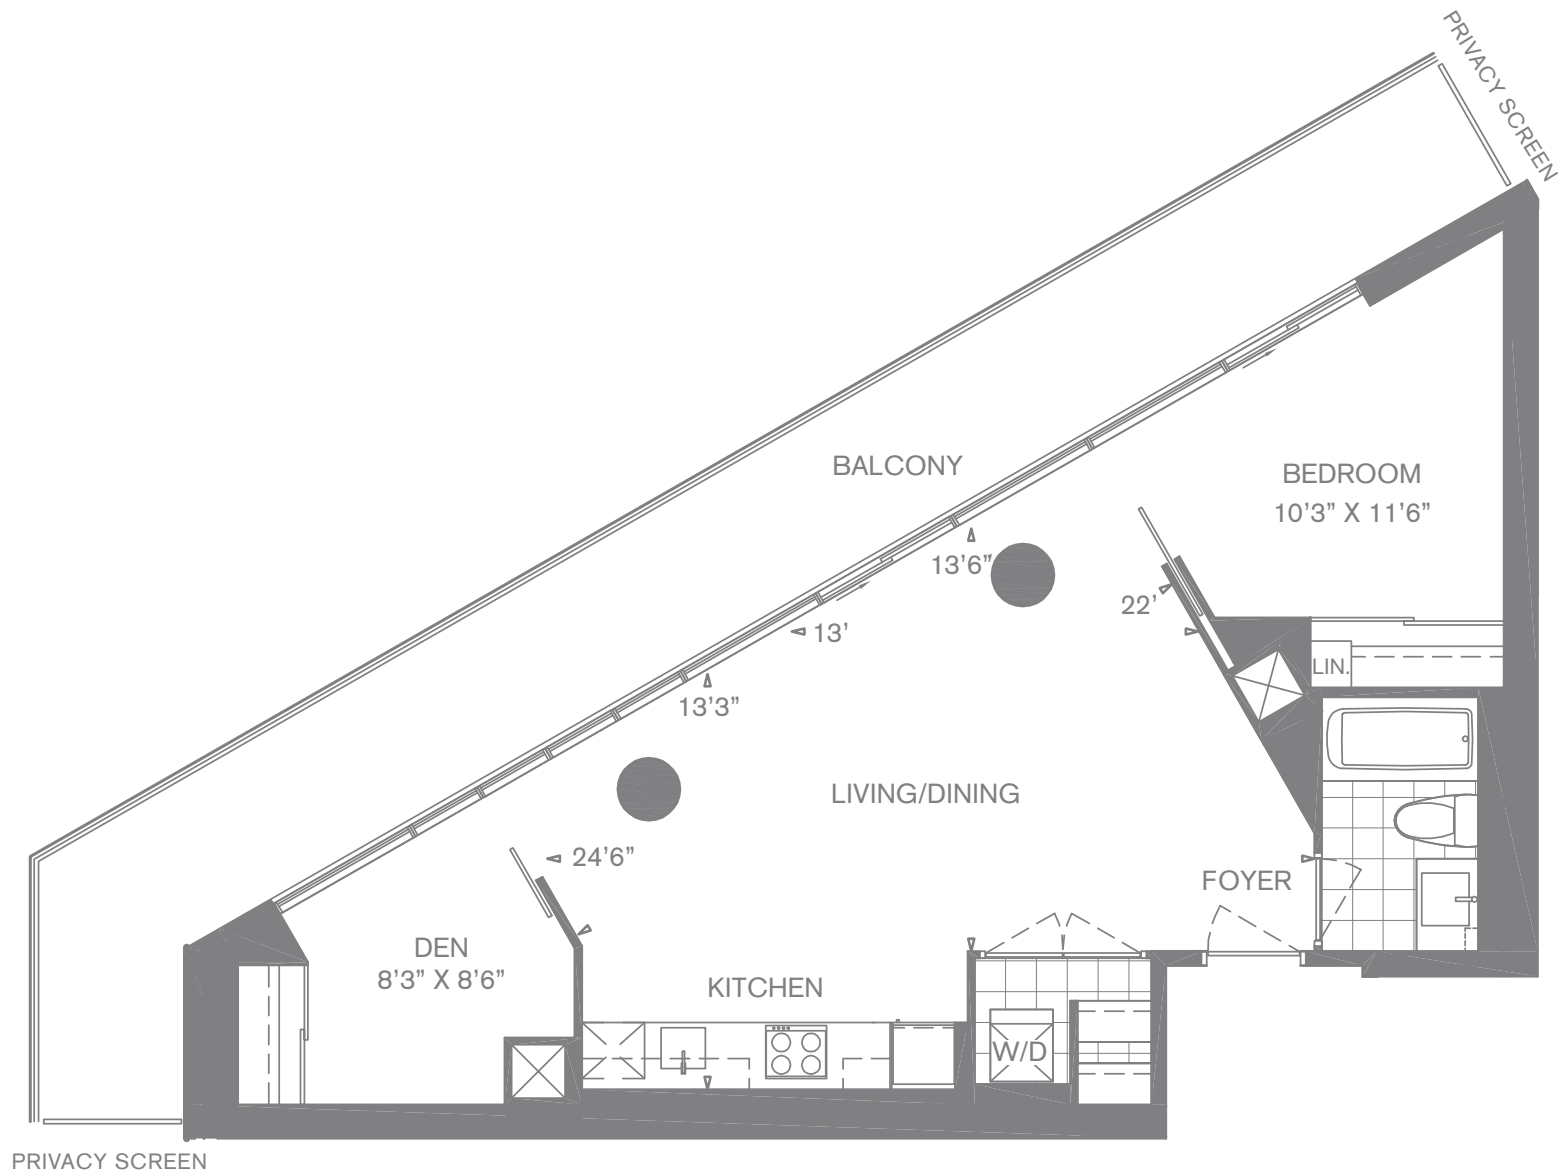 PRIVACY SCREEN
BALCONY
BEDROOM
10'3” X 11'6”
13'6”
22'
13'
LIN.
13'3”
LIVING/DINING
24'6”
FOYER
DEN
8'3” X 8'6”
KITCHEN
W/D
PRIVACY SCREEN